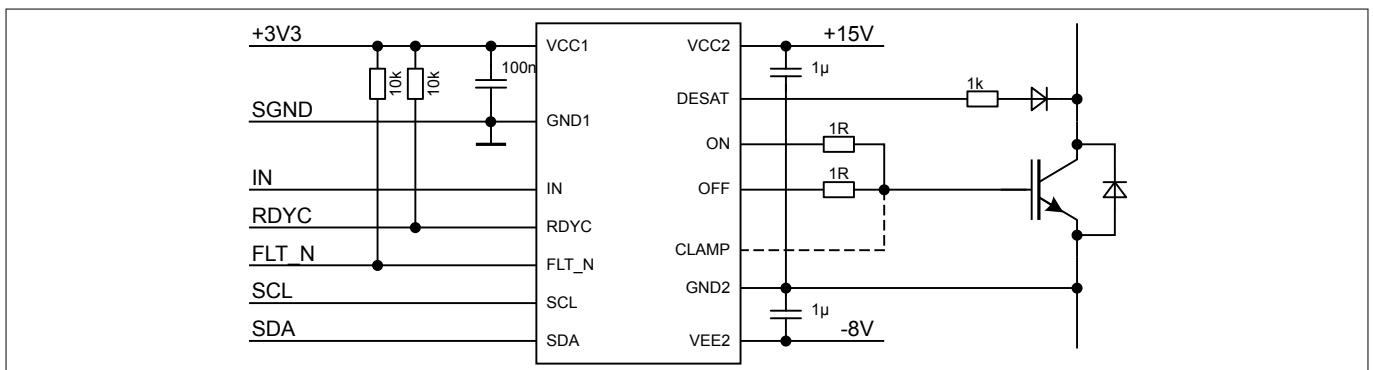 +3V3
10k
10k
100n
SGND
IN
RDYC
FLT_N
SCL
SDA
VCC1
GND1
IN
RDYC
FLT_N
SCL
SDA
VCC2
DESAT
ON
OFF
CLAMP
GND2
VEE2
+15V
1µ
1k
1R
1R
1µ
-8V